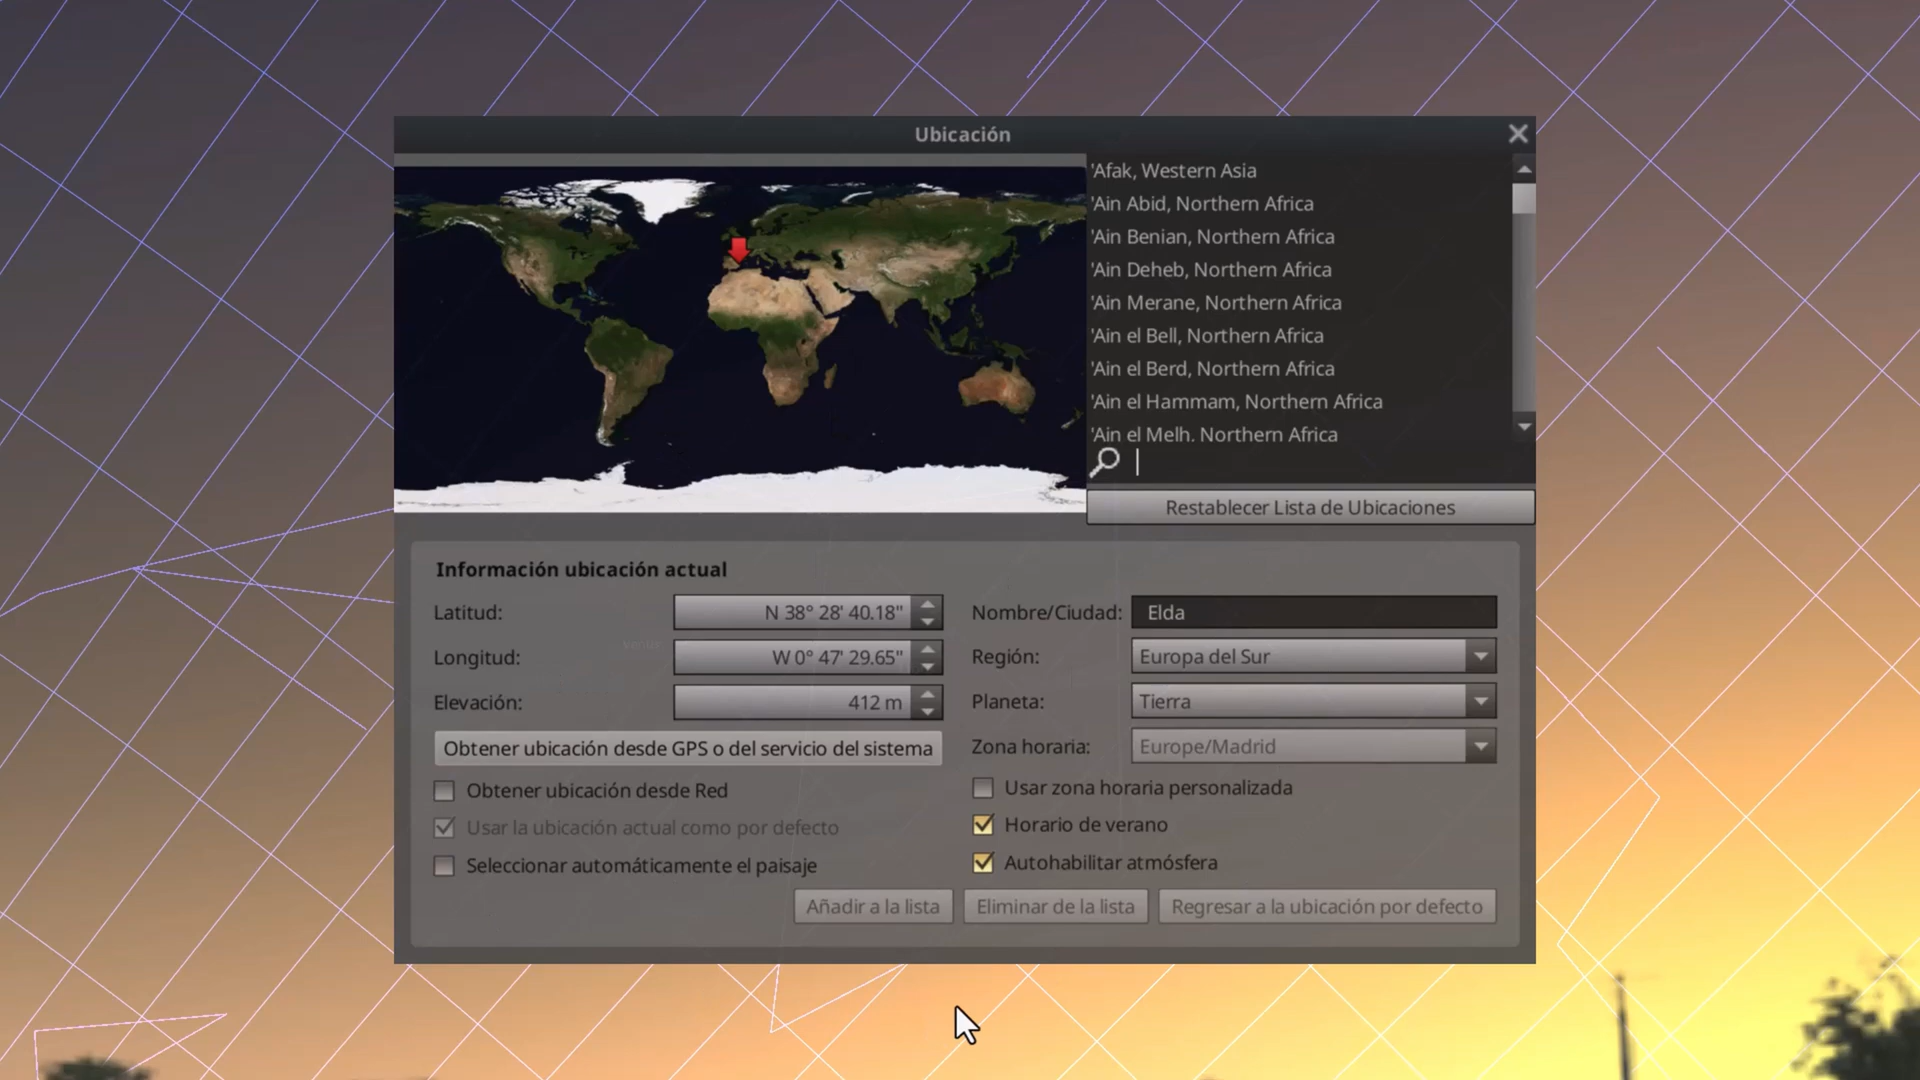 Ubicación
'Afak, Western Asia
'Ain Abid, Northern Africa
'Ain Benian, Northern Africa
'Ain Deheb, Northern Africa
'Ain Merane, Northern Africa
'Ain el Bell, Northern Africa
'Ain el Berd, Northern Africa
'Ain el Hammam, Northern Africa
'Ain el Melh, Northern Africa
Restablecer Lista de Ubicaciones
Información ubicación actual
Latitud: N 38° 28' 40.18"
Longitud: W 0° 47' 29.65"
Elevación: 412 m
Obtener ubicación desde GPS o del servicio del sistema
Obtener ubicación desde Red
Usar la ubicación actual como por defecto
Seleccionar automáticamente el paisaje
Nombre/Ciudad: Elda
Región: Europa del Sur
Planeta: Tierra
Zona horaria: Europe/Madrid
Usar zona horaria personalizada
Horario de verano
Autohabilitar atmósfera
Añadir a la lista
Eliminar de la lista
Regresar a la ubicación por defecto